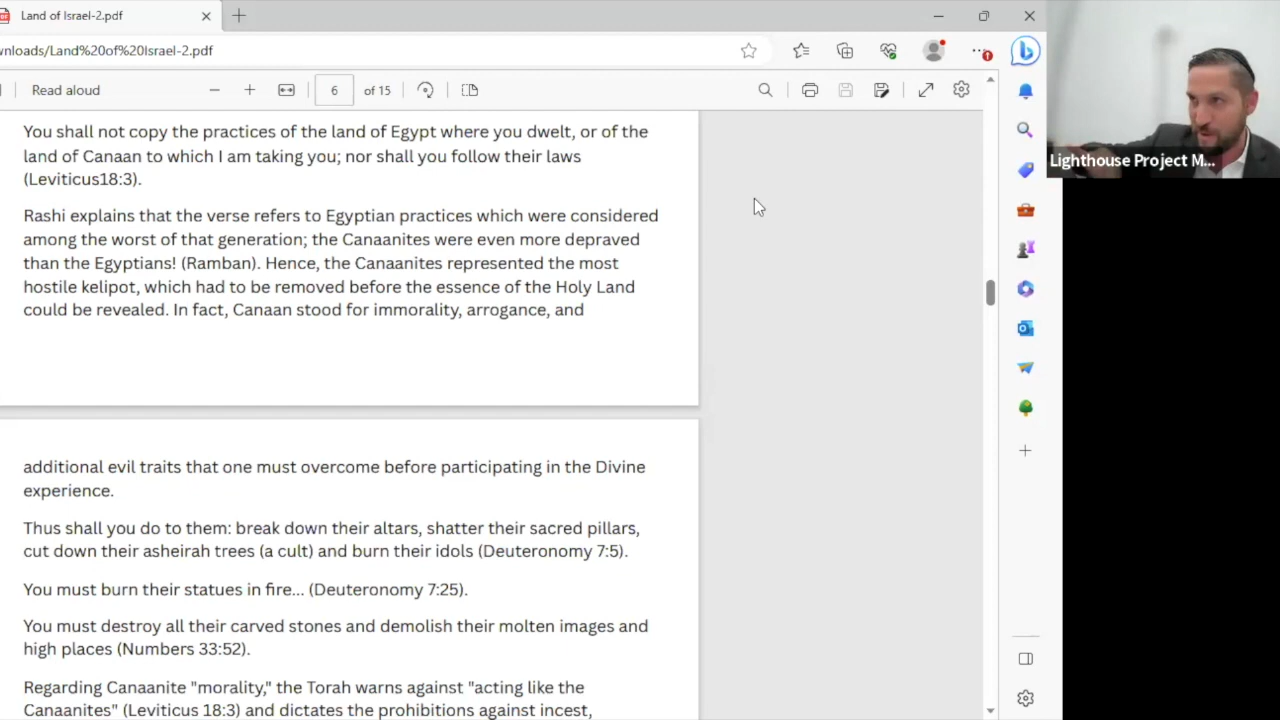 Land of Israel-2.pdf
wnloads/Land%20of%20Israel-2.pdf
Read aloud
6
of 15
Lighthouse Project M...
You shall not copy the practices of the land of Egypt where you dwelt, or of the
land of Canaan to which I am taking you; nor shall you follow their laws
(Leviticus18:3).
Rashi explains that the verse refers to Egyptian practices which were considered
among the worst of that generation; the Canaanites were even more depraved
than the Egyptians! (Ramban). Hence, the Canaanites represented the most
hostile kelipot, which had to be removed before the essence of the Holy Land
could be revealed. In fact, Canaan stood for immorality, arrogance, and
additional evil traits that one must overcome before participating in the Divine
experience.
Thus shall you do to them: break down their altars, shatter their sacred pillars,
cut down their asheirah trees (a cult) and burn their idols (Deuteronomy 7:5).
You must burn their statues in fire... (Deuteronomy 7:25).
You must destroy all their carved stones and demolish their molten images and
high places (Numbers 33:52).
Regarding Canaanite "morality," the Torah warns against "acting like the
Canaanites" (Leviticus 18:3) and dictates the prohibitions against incest,